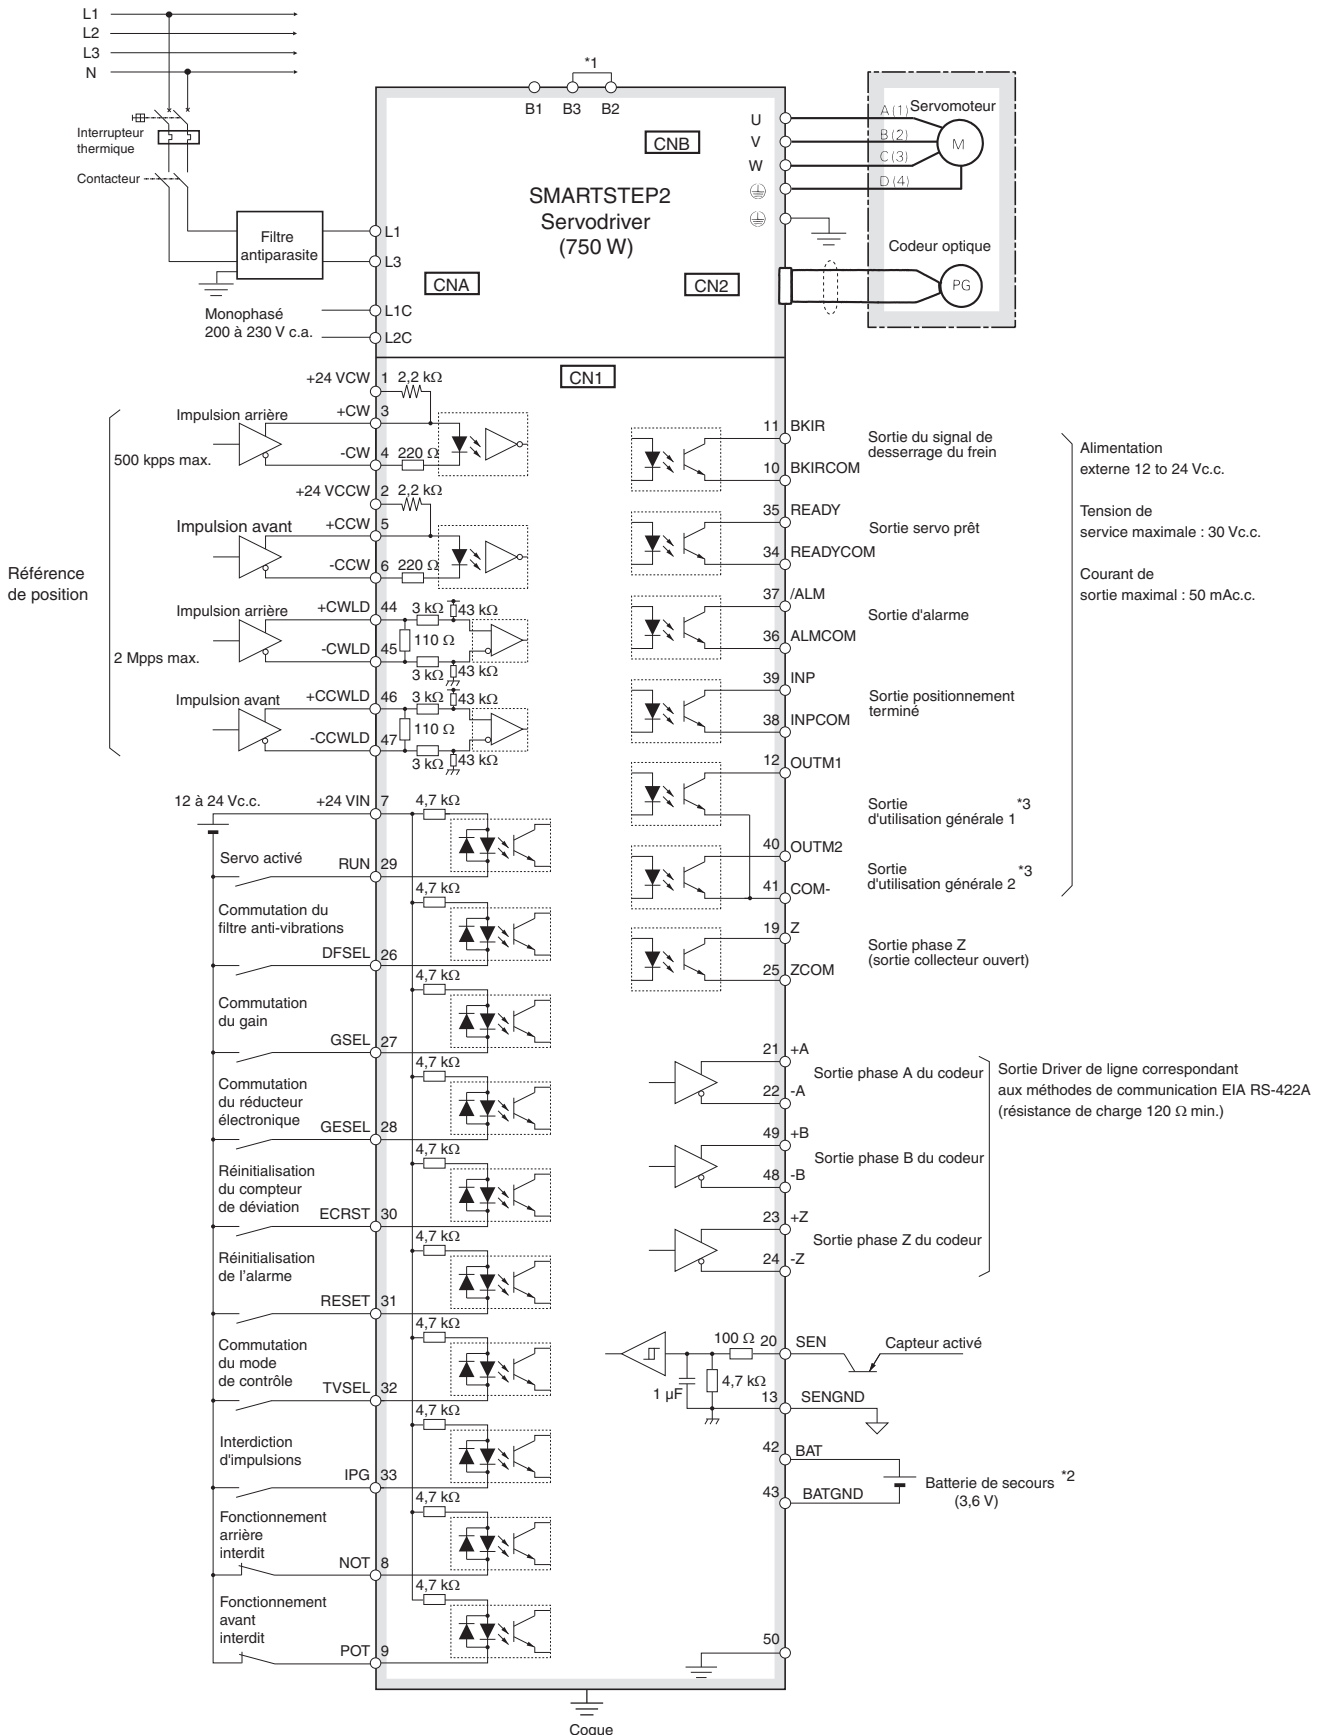 L1
L2
L3
N
Interrupteur
thermique
Contacteur
Filtre
antiparasite
L1
L3
Monophasé
200 à 230 V c.a.
L1C
L2C
*1
B1 B3 B2
CNB
SMARTSTEP2
Servodriver
(750 W)
CNA
CN2
U
V
W
A (1)
B (2)
C (3)
D (4)
Servomoteur
M
Codeur optique
PG
CN1
Référence
de position
500 kpps max.
2 Mpps max.
+24 VCW 1 2,2 kΩ
Impulsion arrière
+CW 3
-CW 4 220 Ω
+24 VCCW 2 2,2 kΩ
Impulsion avant
+CCW 5
-CCW 6 220 Ω
Impulsion arrière
+CWLD 44 3 kΩ 43 kΩ
110 Ω
-CWLD 45
3 kΩ 43 kΩ
Impulsion avant
+CCWLD 46 3 kΩ 43 kΩ
110 Ω
-CCWLD 47
3 kΩ 43 kΩ
12 à 24 Vc.c.
+24 VIN 7 4,7 kΩ
Servo activé
RUN 29
4,7 kΩ
Commutation du
filtre anti-vibrations
DFSEL 26
4,7 kΩ
Commutation
du gain
GSEL 27
4,7 kΩ
Commutation
du réducteur
électronique
GESEL 28
4,7 kΩ
Réinitialisation
du compteur
de déviation
ECRST 30
4,7 kΩ
Réinitialisation
de l'alarme
RESET 31
4,7 kΩ
Commutation
du mode
de contrôle
TVSEL 32
4,7 kΩ
Interdiction
d'impulsions
IPG 33
4,7 kΩ
Fonctionnement
arrière
interdit
NOT 8
4,7 kΩ
Fonctionnement
avant
interdit
POT 9
11 BKIR
10 BKIRCOM
Sortie du signal de
desserrage du frein
35 READY
34 READYCOM
Sortie servo prêt
37 /ALM
36 ALMCOM
Sortie d'alarme
39 INP
38 INPCOM
Sortie positionnement
terminé
12 OUTM1
Sortie
d'utilisation générale 1 *3
40 OUTM2
41 COM-
Sortie
d'utilisation générale 2 *3
19 Z
25 ZCOM
Sortie phase Z
(sortie collecteur ouvert)
Alimentation
externe 12 to 24 Vc.c.
Tension de
service maximale : 30 Vc.c.
Courant de
sortie maximal : 50 mAc.c.
21 +A
22 -A
Sortie phase A du codeur
49 +B
48 -B
Sortie phase B du codeur
23 +Z
24 -Z
Sortie phase Z du codeur
Sortie Driver de ligne correspondant
aux méthodes de communication EIA RS-422A
(résistance de charge 120 Ω min.)
100 Ω 20 SEN
Capteur activé
1 µF
4,7 kΩ
13 SENGND
42 BAT
43 BATGND
Batterie de secours *2
(3,6 V)
50
Coque